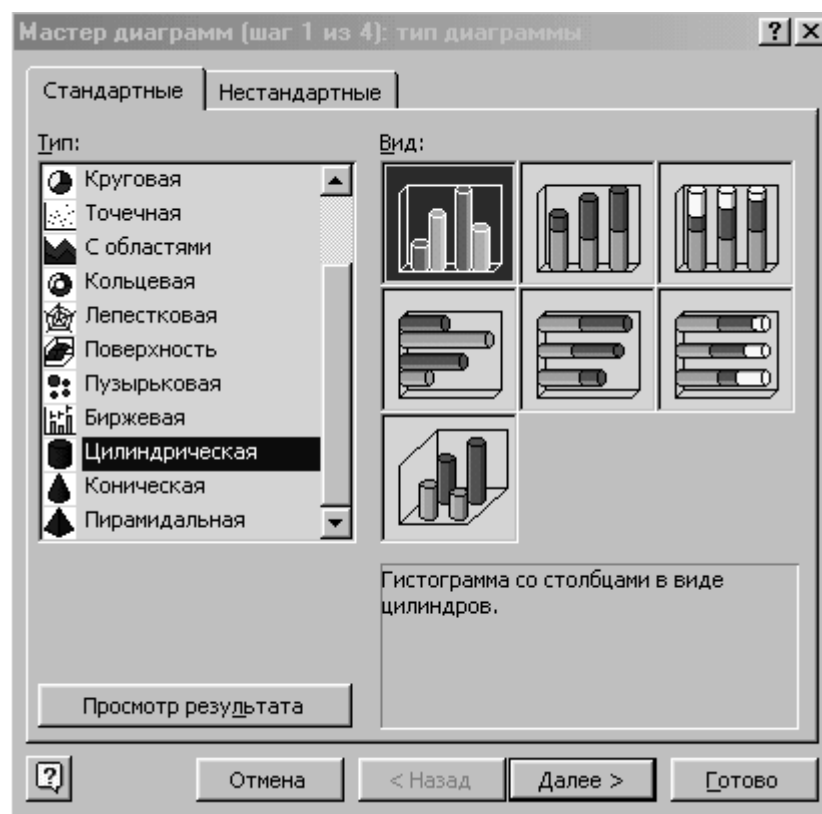 Мастер диаграмм (шаг 1 из 4): тип диаграммы
Стандартные Нестандартные
Тип:
Круговая
Точечная
С областями
Кольцевая
Лепестковая
Поверхность
Пузырьковая
Биржевая
Цилиндрическая
Коническая
Пирамидальная
Вид:
Гистограмма со столбцами в виде
цилиндров.
Просмотр результата
Отмена < Назад Далее > Готово